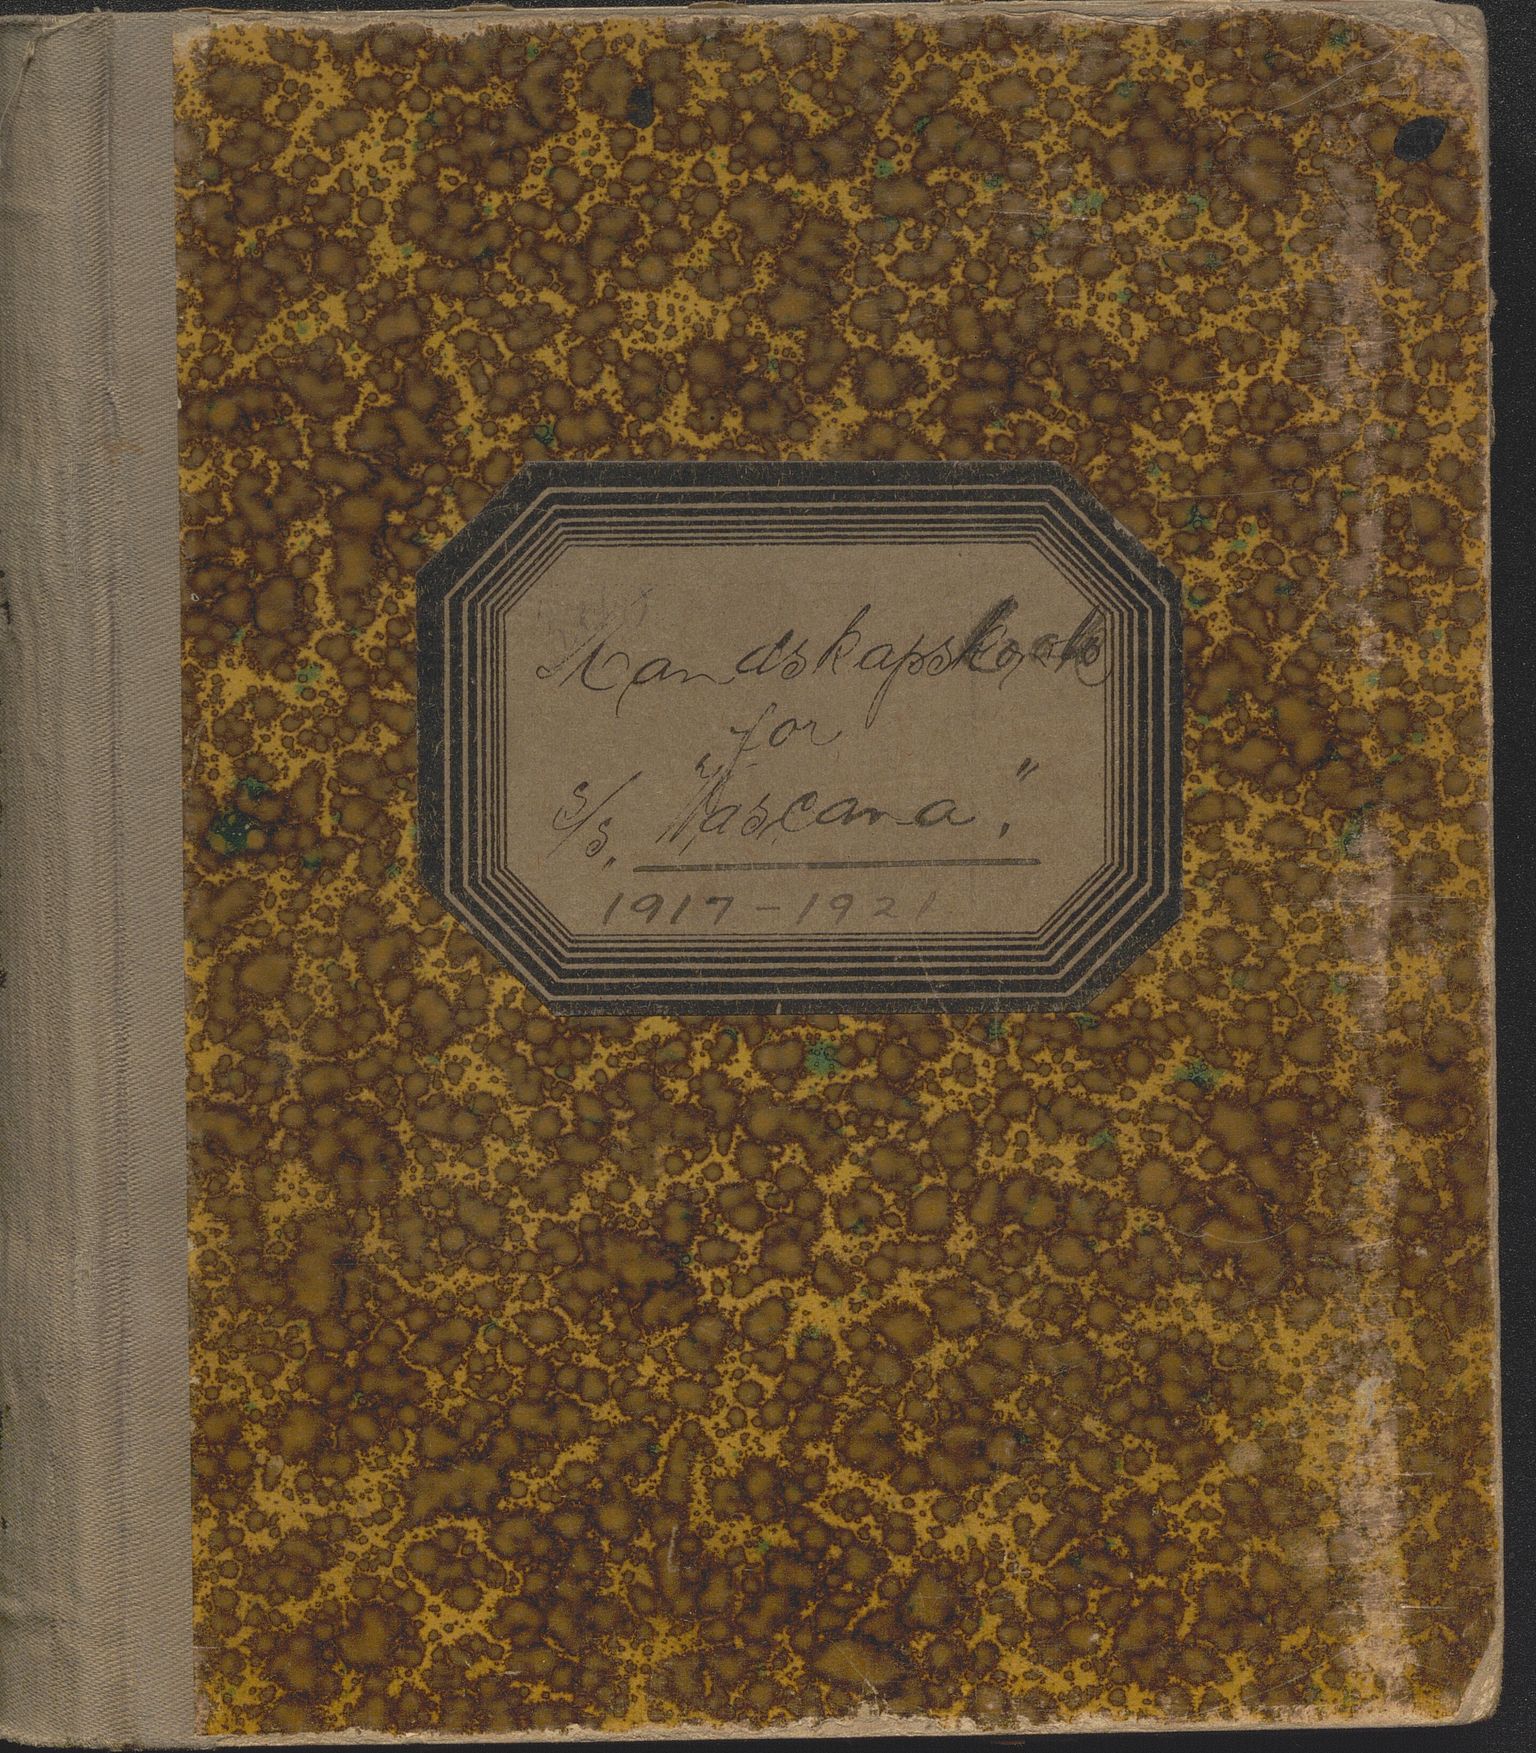 Mandskapsbok
for
s/s. "Wascana".
1917-1921